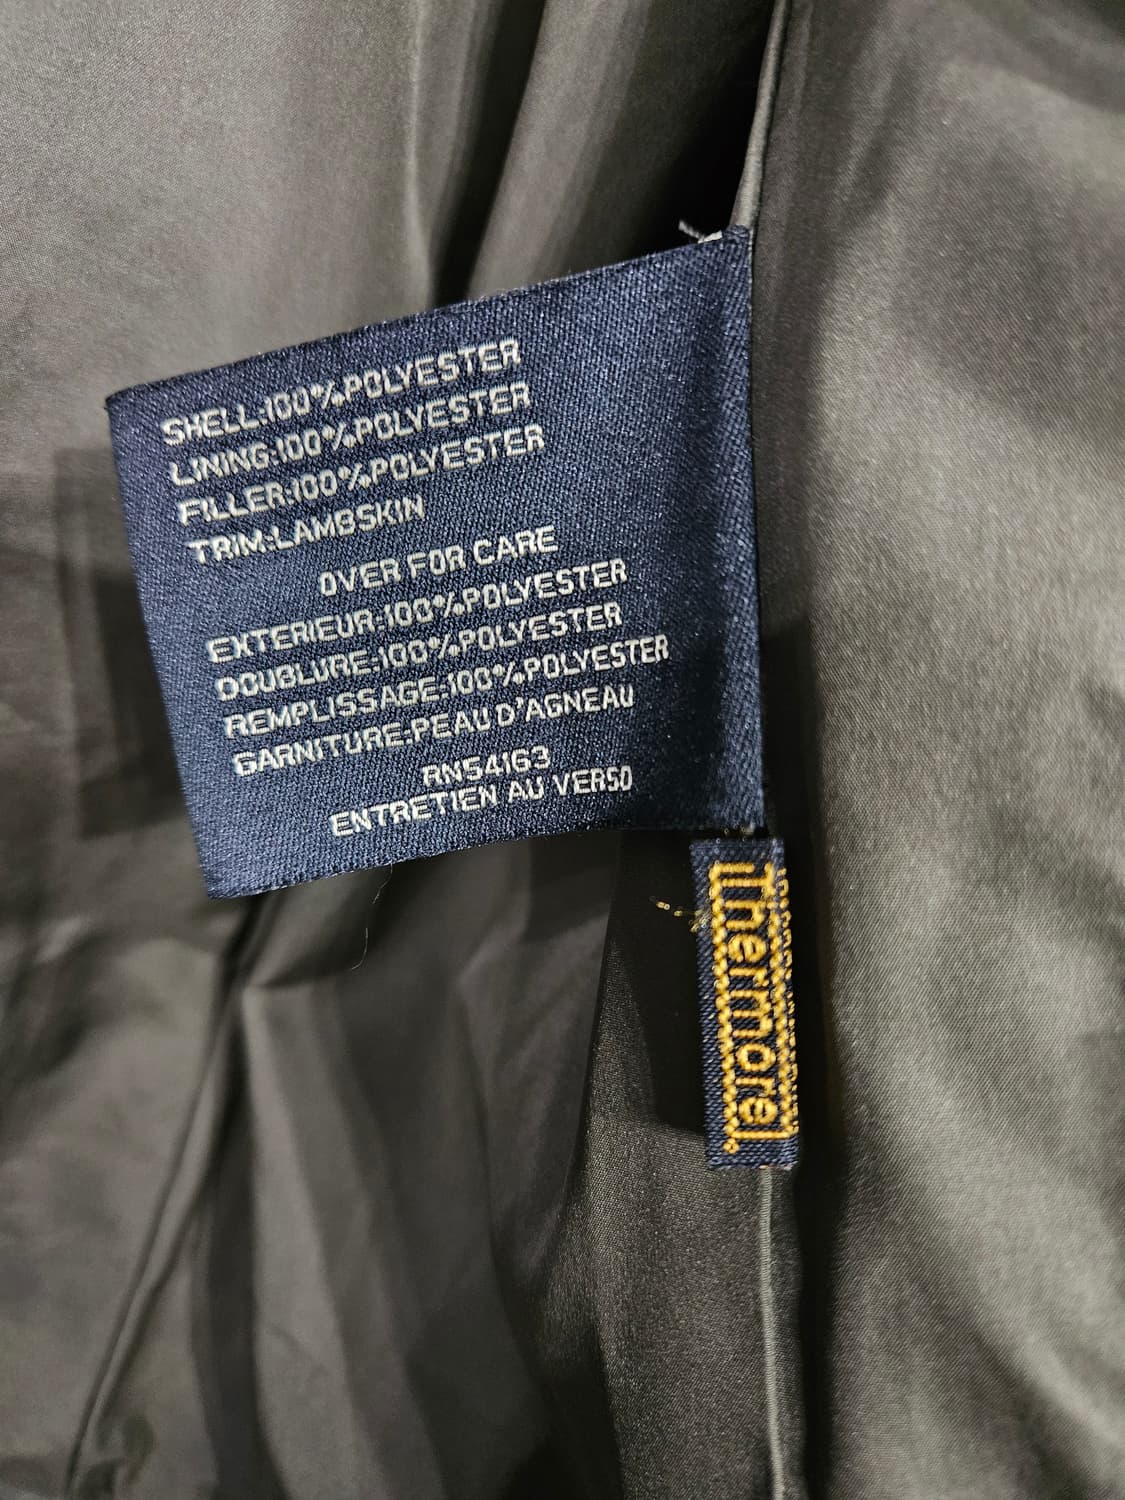 SHELL:100%POLYESTER
LINING:100%POLYESTER
FILLER:100%POLYESTER
TRIM:LAMBSKIN
OVER FOR CARE
EXTERIEUR:100%POLYESTER
DOUBLURE:100%POLYESTER
REMPLISSAGE:100%POLYESTER
GARNITURE:PEAU D'AGNEAU
RN54163
ENTRETIEN AU VERSO
Thermore